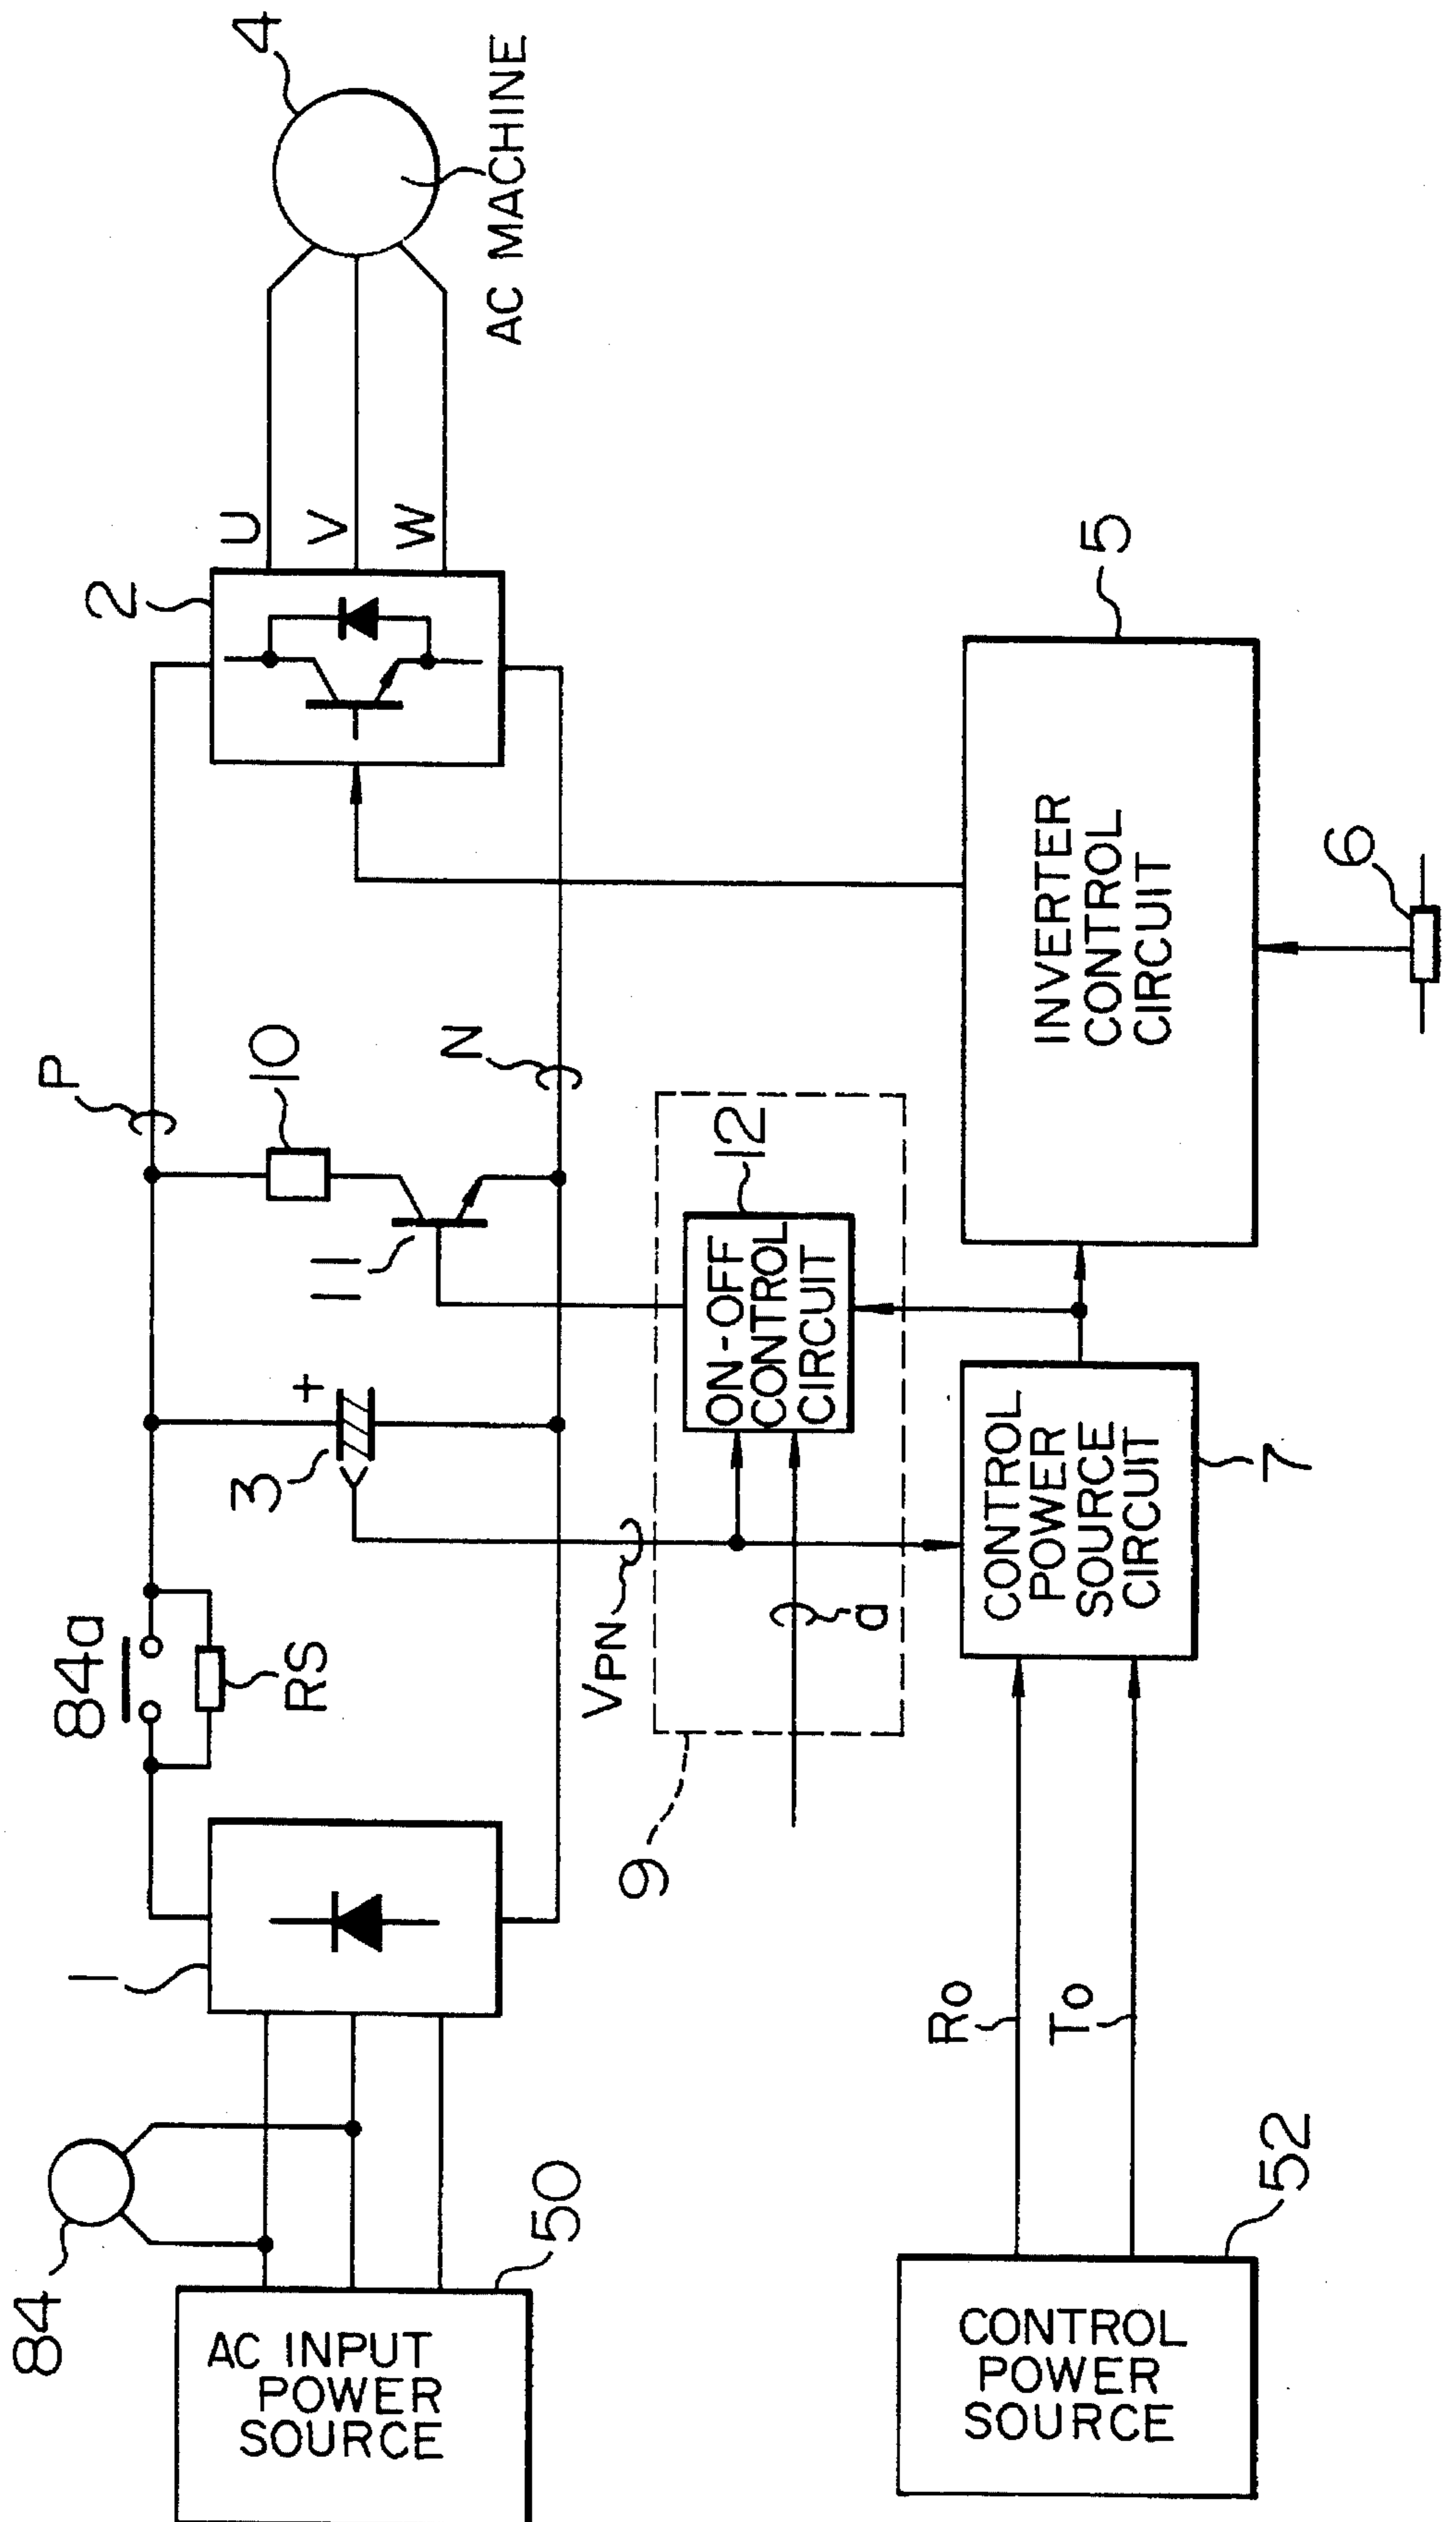 84
AC INPUT
POWER
SOURCE
50
1
84a
RS
3
+
11
10
P
N
2
U
V
W
4
AC MACHINE
VPN
9
a
ON-OFF
CONTROL
CIRCUIT
12
CONTROL
POWER
SOURCE
52
Ro
To
CONTROL
POWER
SOURCE
CIRCUIT
7
INVERTER
CONTROL
CIRCUIT
5
6